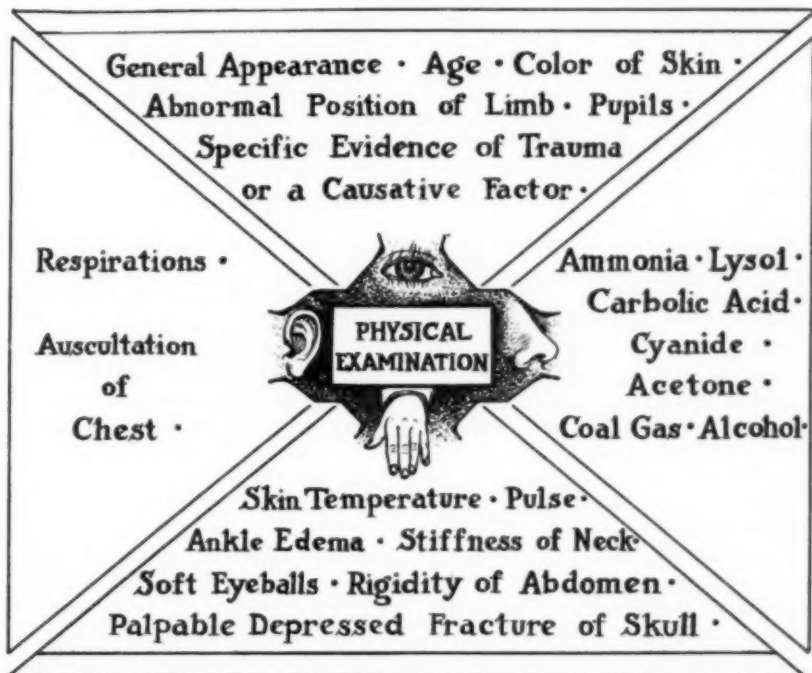 General Appearance · Age · Color of Skin ·
Abnormal Position of Limb · Pupils ·
Specific Evidence of Trauma
or a Causative Factor ·
Respirations ·
Auscultation
of
Chest ·
PHYSICAL
EXAMINATION
Ammonia · Lysol ·
Carbolic Acid ·
Cyanide ·
Acetone ·
Coal Gas · Alcohol ·
Skin Temperature · Pulse ·
Ankle Edema · Stiffness of Neck ·
Soft Eyeballs · Rigidity of Abdomen ·
Palpable Depressed Fracture of Skull ·